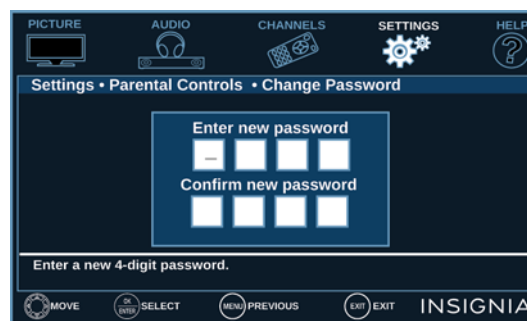 PICTURE AUDIO CHANNELS SETTINGS HELP
Settings • Parental Controls • Change Password
Enter new password
–
Confirm new password
Enter a new 4-digit password.
MOVE OK ENTER SELECT MENU PREVIOUS EXIT EXIT INSIGNIA